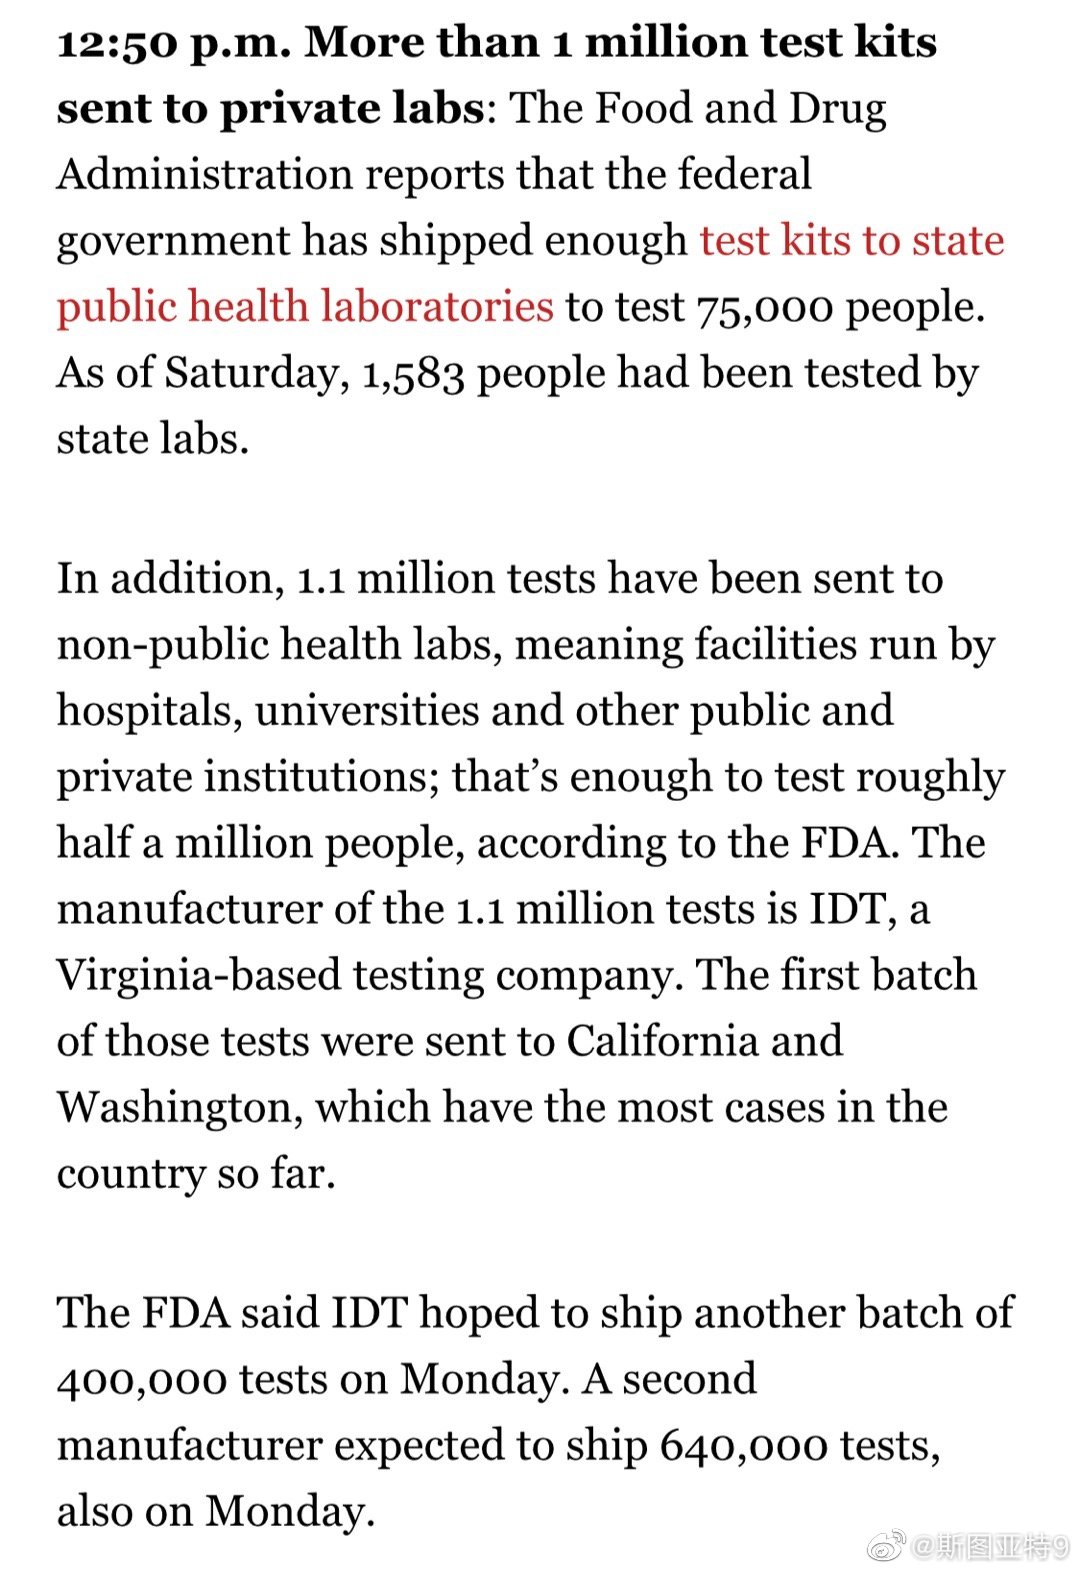 12:50 p.m. More than 1 million test kits
sent to private labs: The Food and Drug
Administration reports that the federal
government has shipped enough test kits to state
public health laboratories to test 75,000 people.
As of Saturday, 1,583 people had been tested by
state labs.
In addition, 1.1 million tests have been sent to
non-public health labs, meaning facilities run by
hospitals, universities and other public and
private institutions; that’s enough to test roughly
half a million people, according to the FDA. The
manufacturer of the 1.1 million tests is IDT, a
Virginia-based testing company. The first batch
of those tests were sent to California and
Washington, which have the most cases in the
country so far.
The FDA said IDT hoped to ship another batch of
400,000 tests on Monday. A second
manufacturer expected to ship 640,000 tests,
also on Monday.
@斯图亚特9